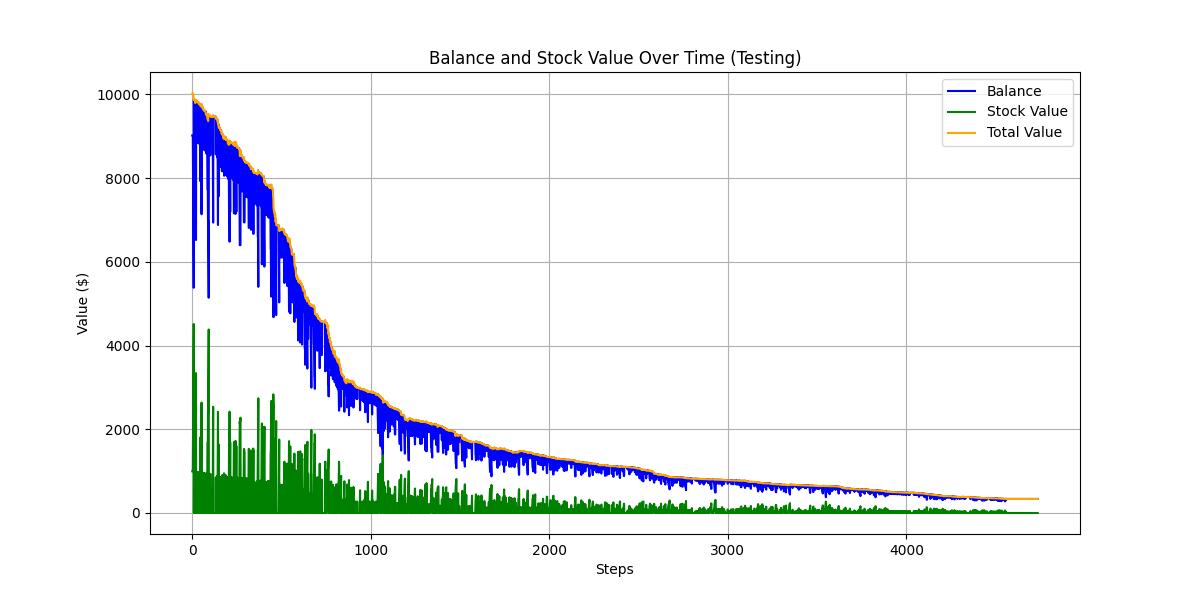 Balance and Stock Value Over Time (Testing)
Balance
Stock Value
Total Value
10000
8000
6000
4000
2000
0
Value ($)
0 1000 2000 3000 4000
Steps